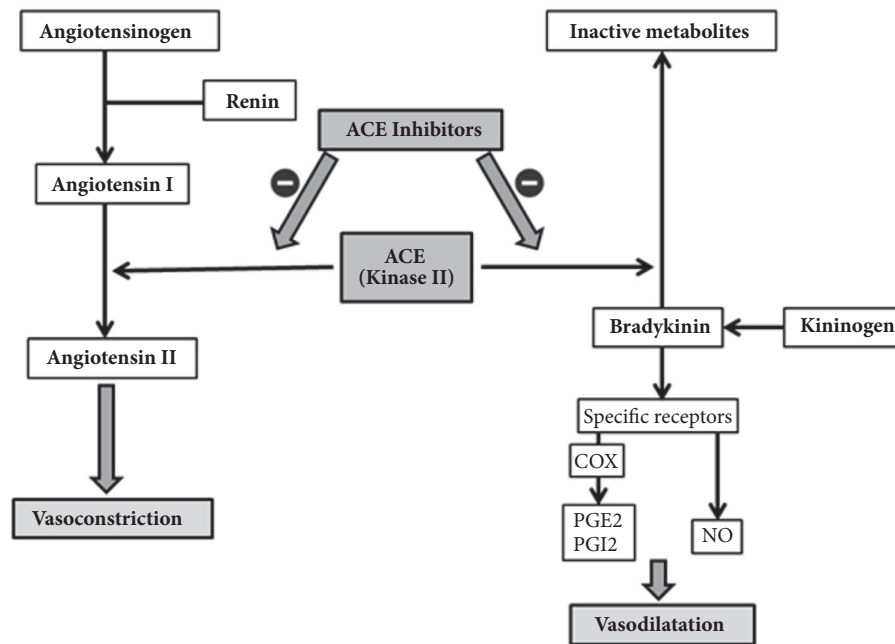 Angiotensinogen
Inactive metabolites
Renin
ACE Inhibitors
Angiotensin I
ACE
(Kinase II)
Bradykinin
Kininogen
Angiotensin II
Specific receptors
COX
Vasoconstriction
PGE2
PGI2
NO
Vasodilatation